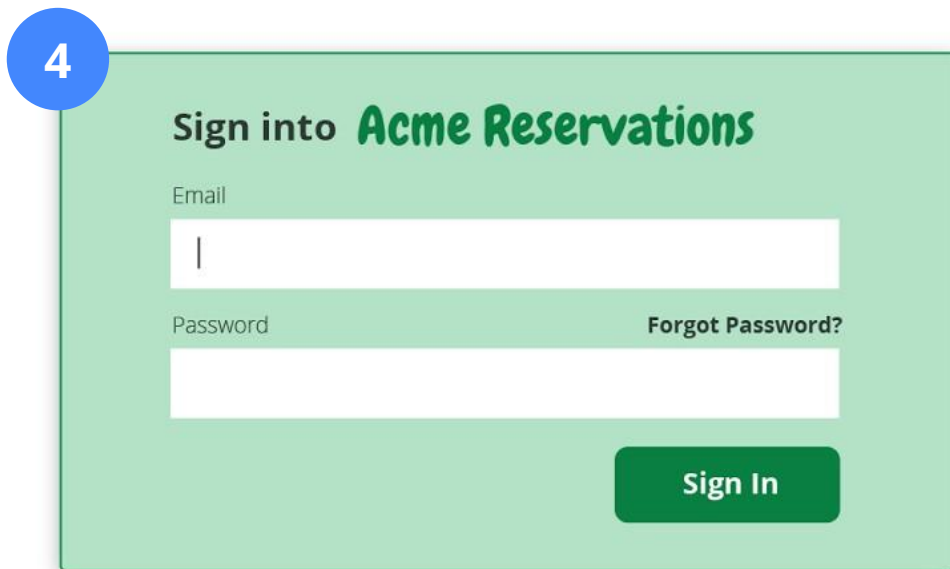 4
Sign into Acme Reservations
Email
Password Forgot Password?
Sign In